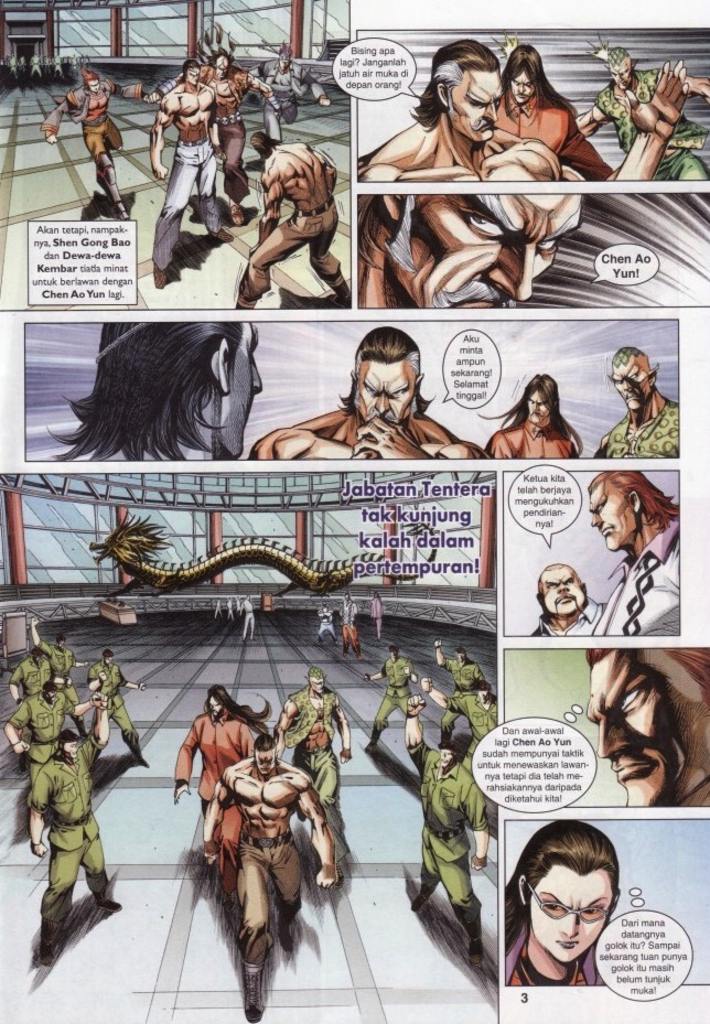 Akan tetapi, nampak-
nya, Shen Gong Bao
dan Dewa-dewa
Kembar tiada minat
untuk berlawan dengan
Chen Ao Yun lagi.
Bising apa
lagi? Janganlah
jatuh air muka di
depan orang!
Chen Ao
Yun!
Aku
minta
ampun
sekarang!
Selamat
tinggal!
Jabatan Tentera
tak kunjung
kalah dalam
pertempuran!
Ketua kita
telah berjaya
mengukuhkan
pendirian-
nya!
Dan awal-awal
lagi Chen Ao Yun
sudah mempunyai taktik
untuk menewaskan lawan-
nya tetapi dia telah me-
rahsiakannya daripada
diketahui kita!
Dari mana
datangnya
golok itu? Sampai
sekarang tuan punya
golok itu masih
belum tunjuk
muka!
3